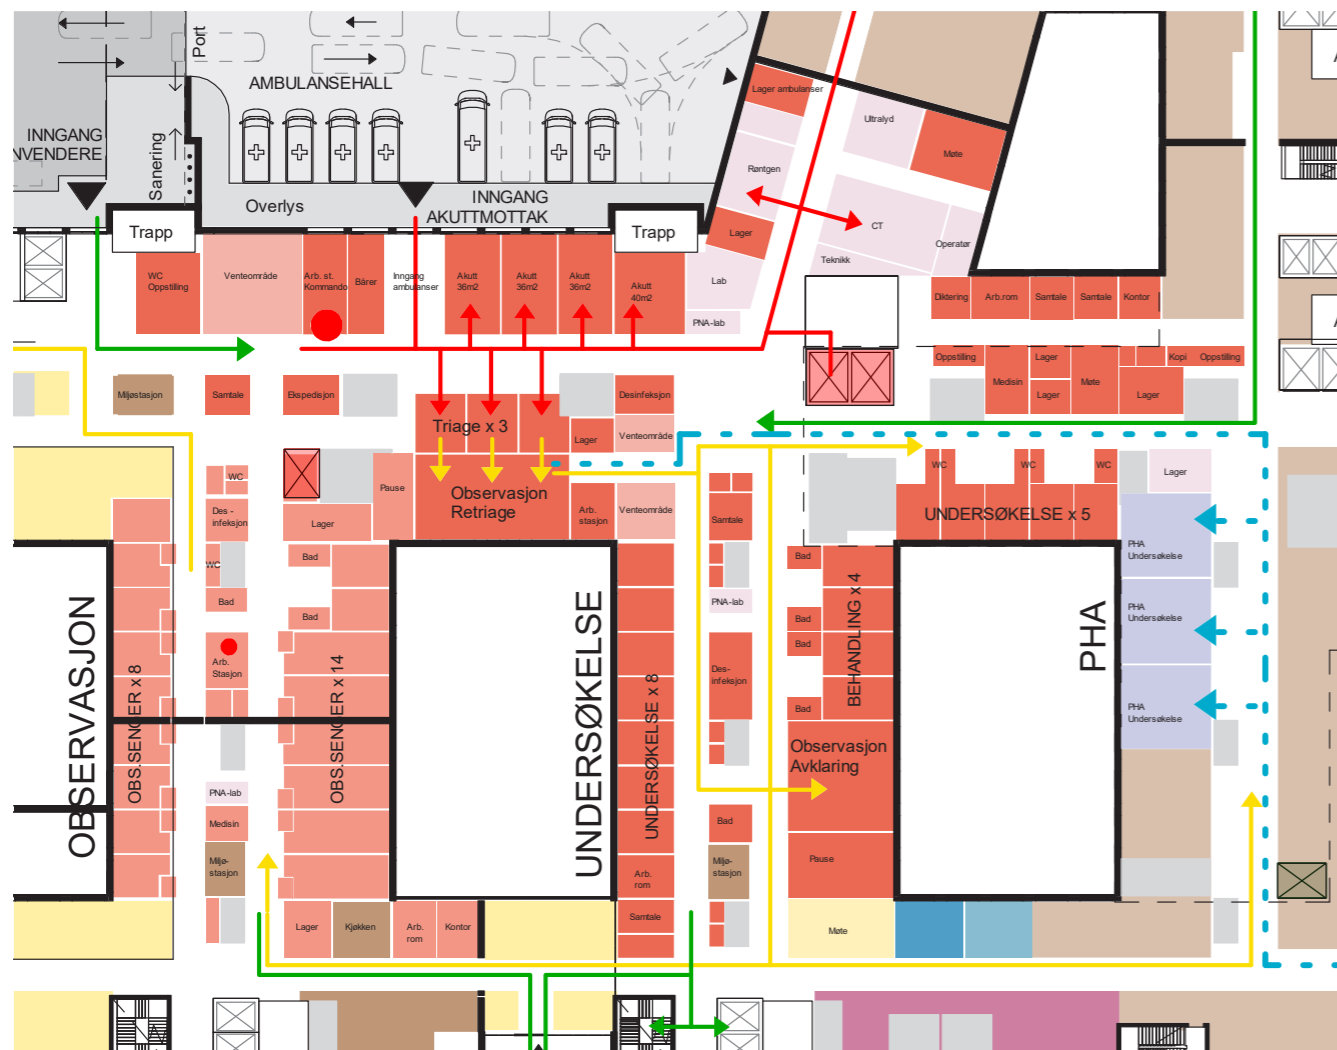 Port
AMBULANSEHALL
INNGANG
NVENDERE
Sanering
Overlys
INNGANG
AKUTTMOTTAK
Trapp
Trapp
Lager ambulanser
Ultralyd
Møte
Røntgen
CT
Lager
Operatør
Teknikk
Lab
PNA-lab
WC
Oppstilling
Venteområde
Arb. st.
Kommando
Bårer
Inngang
ambulanser
Akutt
36m2
Akutt
36m2
Akutt
36m2
Akutt
40m2
Diktering
Arb.rom
Samtale
Samtale
Kontor
Oppstilling
Medisin
Lager
Lager
Møte
Kopi
Oppstilling
Lager
Miljøstasjon
Samtale
Ekspedisjon
Triage x 3
Desinfeksjon
Lager
Venteområde
WC
Des -
infeksjon
WC
Bad
Arb.
Stasjon
PNA-lab
Medisin
Miljø-
stasjon
Lager
Pause
Observasjon
Retriage
Arb.
stasjon
Venteområde
Bad
Bad
OBSERVASJON
OBS.SENGER x 8
OBS.SENGER x 14
UNDERSØKELSE
UNDERSØKELSE x 8
Arb.
rom
Samtale
Samtale
PNA-lab
Des-
infeksjon
Bad
Miljø-
stasjon
Bad
Bad
Bad
Bad
BEHANDLING x 4
Observasjon
Avklaring
Pause
Møte
WC
WC
WC
UNDERSØKELSE x 5
Lager
PHA
PHA
Undersøkelse
PHA
Undersøkelse
PHA
Undersøkelse
Lager
Kjøkken
Arb.
rom
Kontor